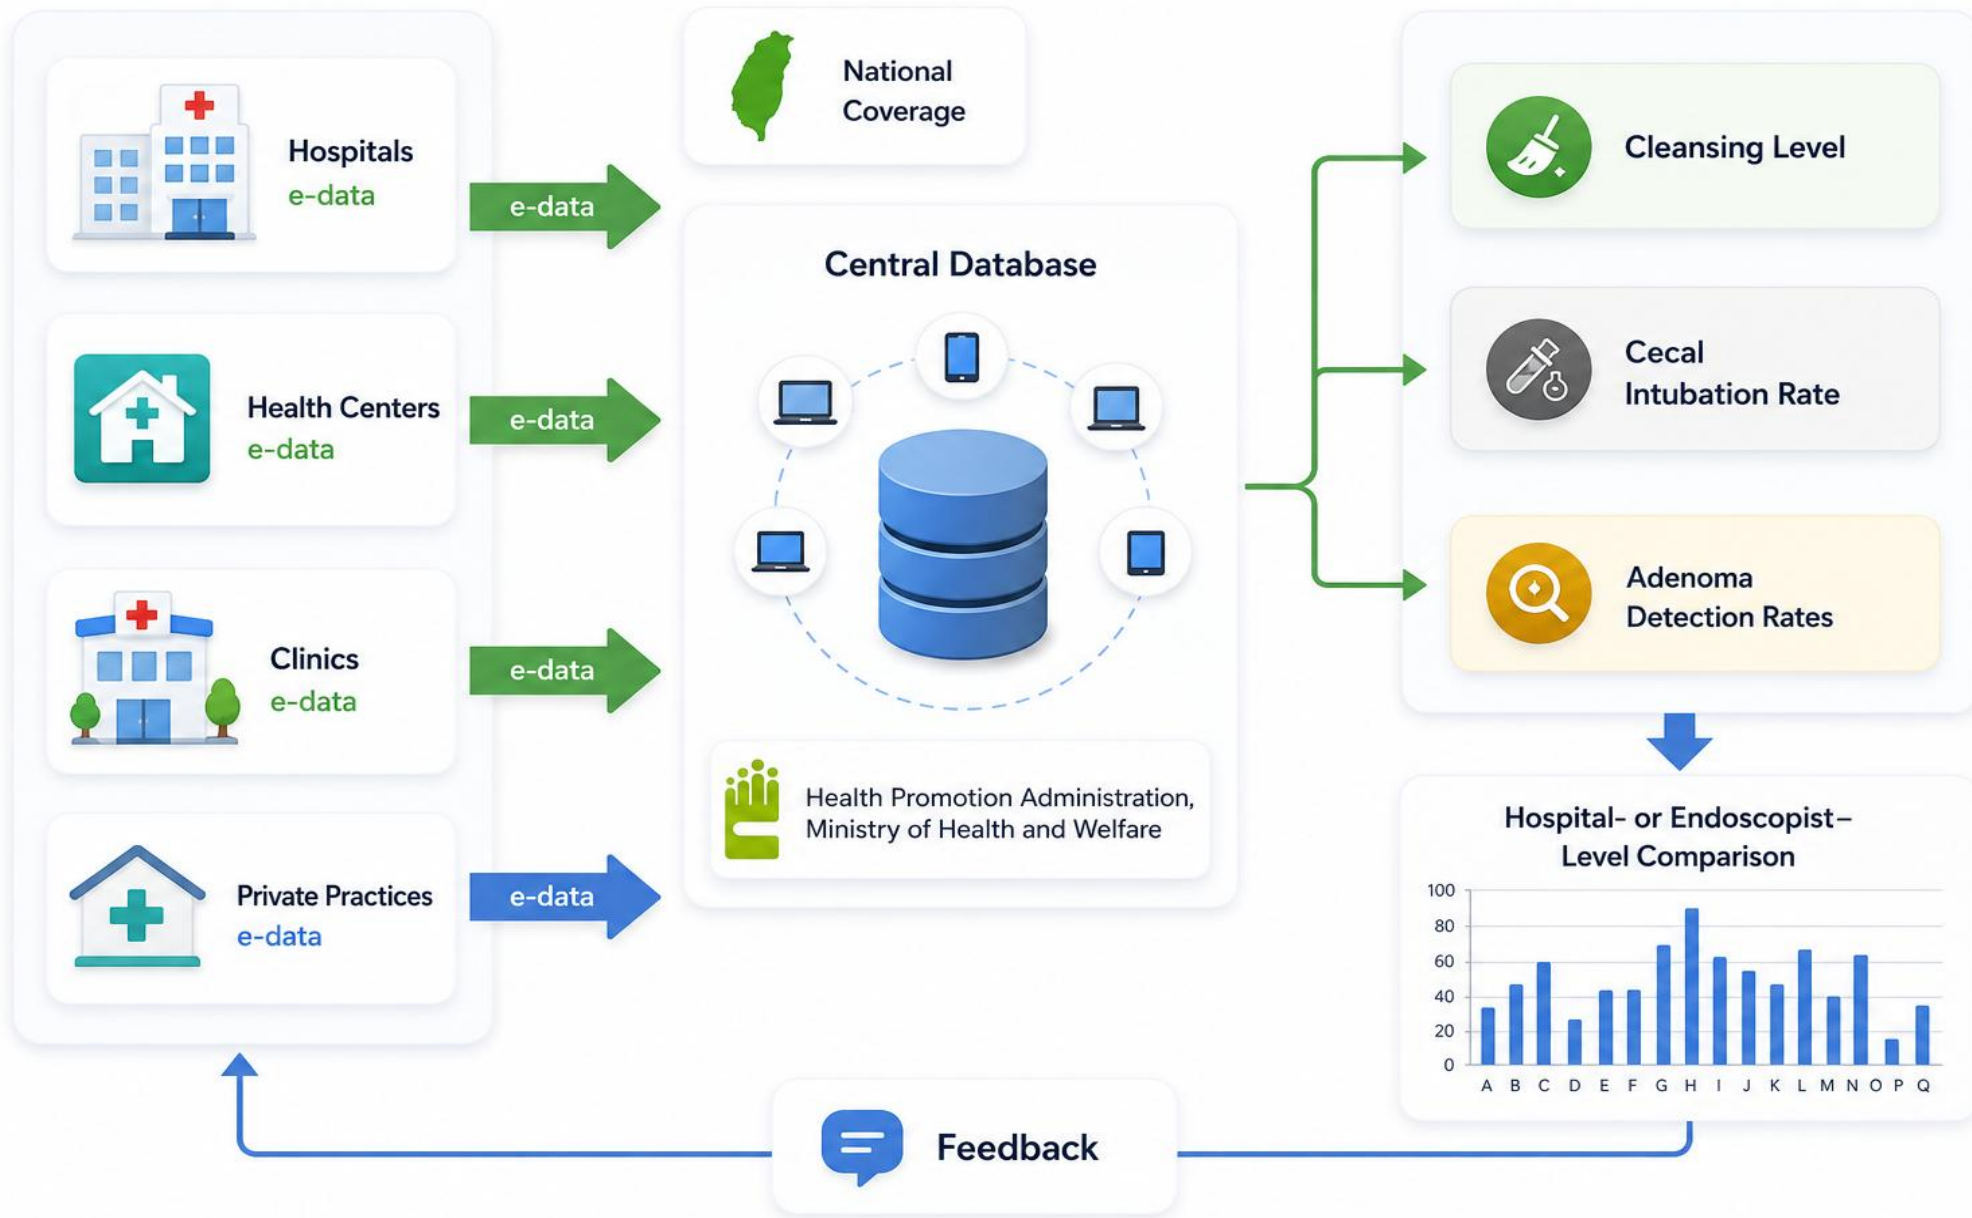 Hospitals
e-data
e-data
Health Centers
e-data
e-data
Clinics
e-data
e-data
Private Practices
e-data
e-data
National
Coverage
Central Database
Health Promotion Administration,
Ministry of Health and Welfare
Cleansing Level
Cecal
Intubation Rate
Adenoma
Detection Rates
Hospital- or Endoscopist–
Level Comparison
100
80
60
40
20
0
A B C D E F G H I J K L M N O P Q
Feedback